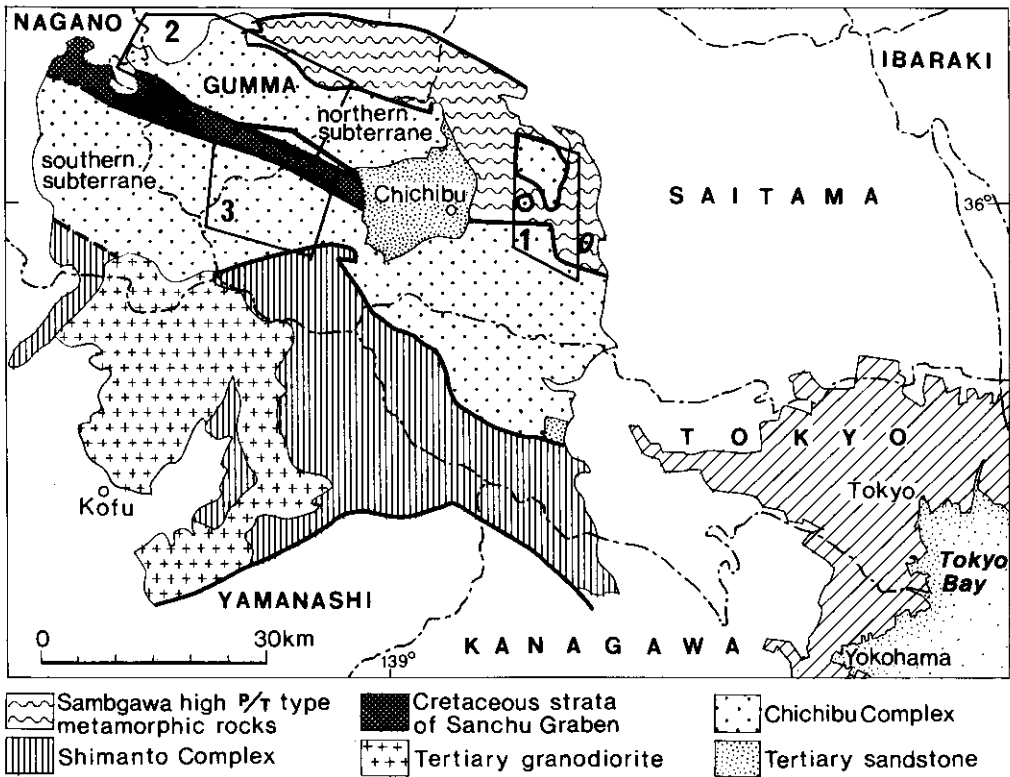 NAGANO
2
GUMMA
IBARAKI
northern
subterrane
southern
subterrane
Chichibu
SAITAMA
36°
3
1
TOKYO
Tokyo
Kofu
Tokyo
Bay
YAMANASHI
0 30km
139°
KANAGAWA
Yokohama
Sambgawa high P/T type
metamorphic rocks
Cretaceous strata
of Sanchu Graben
Chichibu Complex
Shimanto Complex
Tertiary granodiorite
Tertiary sandstone